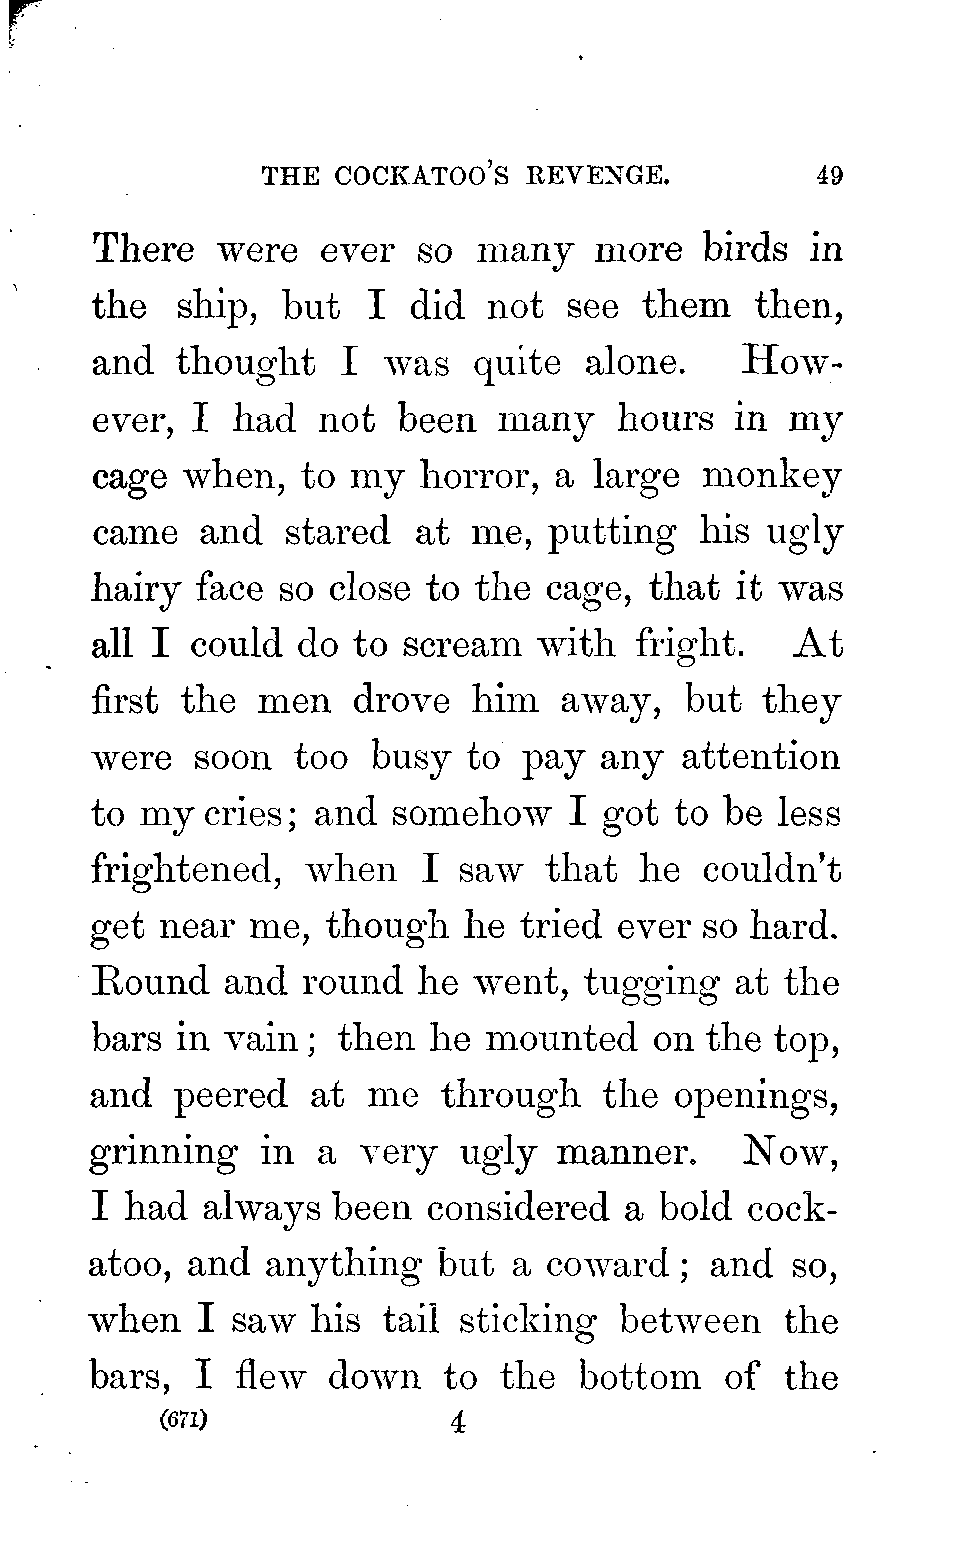 THE COCKATOO'S REVENGE. 49
There were ever so many more birds in
the ship, but I did not see them then,
and thought I was quite alone. How-
ever, I had not been many hours in my
cage when, to my horror, a large monkey
came and stared at me, putting his ugly
hairy face so close to the cage, that it was
all I could do to scream with fright. At
first the men drove him away, but they
were soon too busy to pay any attention
to my cries; and somehow I got to be less
frightened, when I saw that he couldn't
get near me, though he tried ever so hard.
Round and round he went, tugging at the
bars in vain; then he mounted on the top,
and peered at me through the openings,
grinning in a very ugly manner. Now,
I had always been considered a bold cock-
atoo, and anything but a coward; and so,
when I saw his tail sticking between the
bars, I flew down to the bottom of the
(671) 4